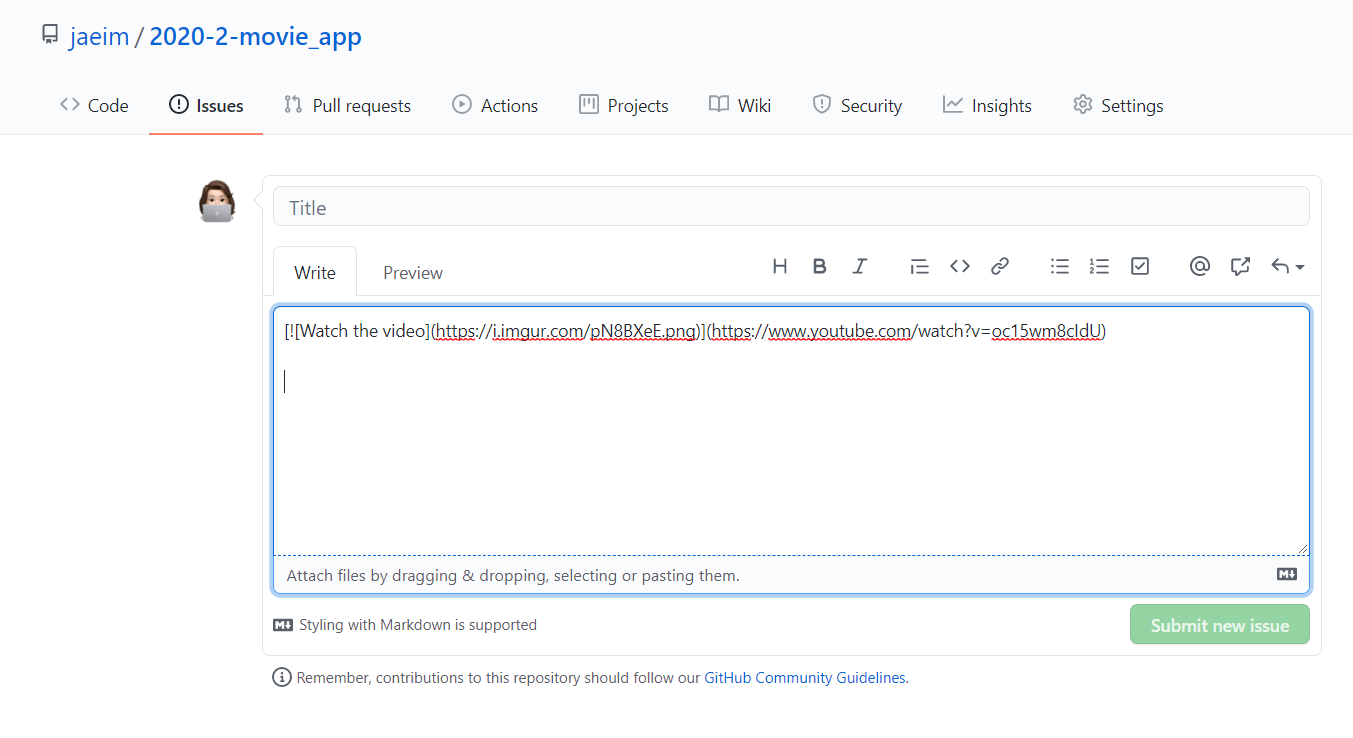 jaeim / 2020-2-movie_app
Code Issues Pull requests Actions Projects Wiki Security Insights Settings
Title
Write Preview
[![Watch the video](https://i.imgur.com/pN8BXeE.png)](https://www.youtube.com/watch?v=oc15wm8cIdU)
Attach files by dragging & dropping, selecting or pasting them.
Styling with Markdown is supported
Submit new issue
Remember, contributions to this repository should follow our GitHub Community Guidelines.